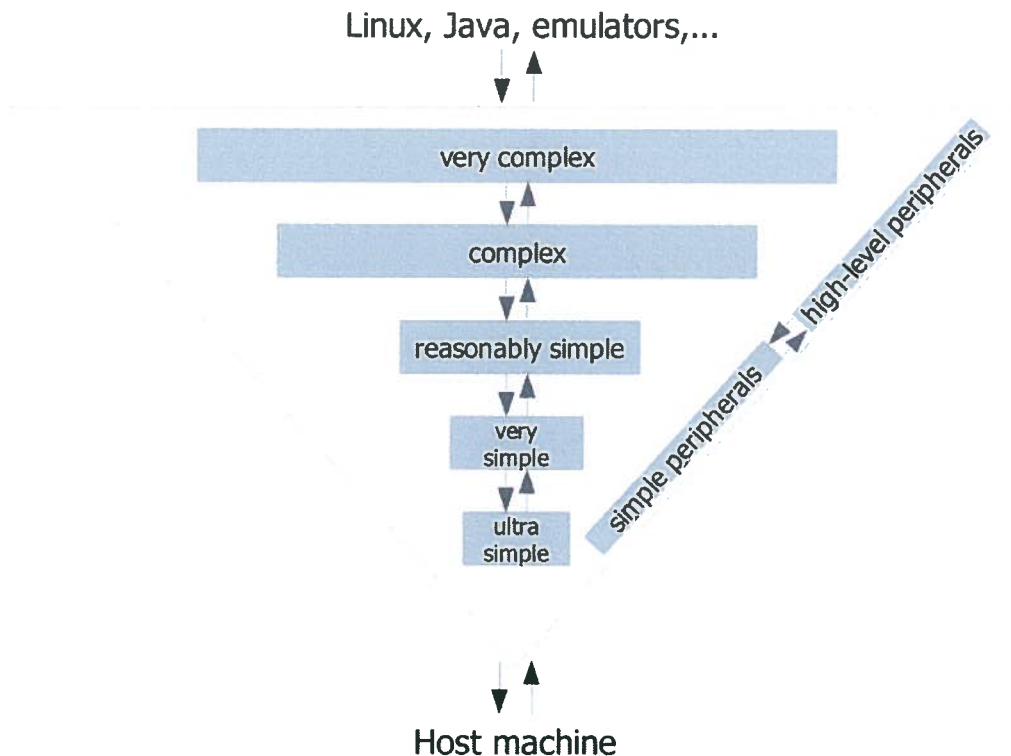 Linux, Java, emulators,...
very complex
complex
reasonably simple
very
simple
ultra
simple
high-level peripherals
simple peripherals
Host machine